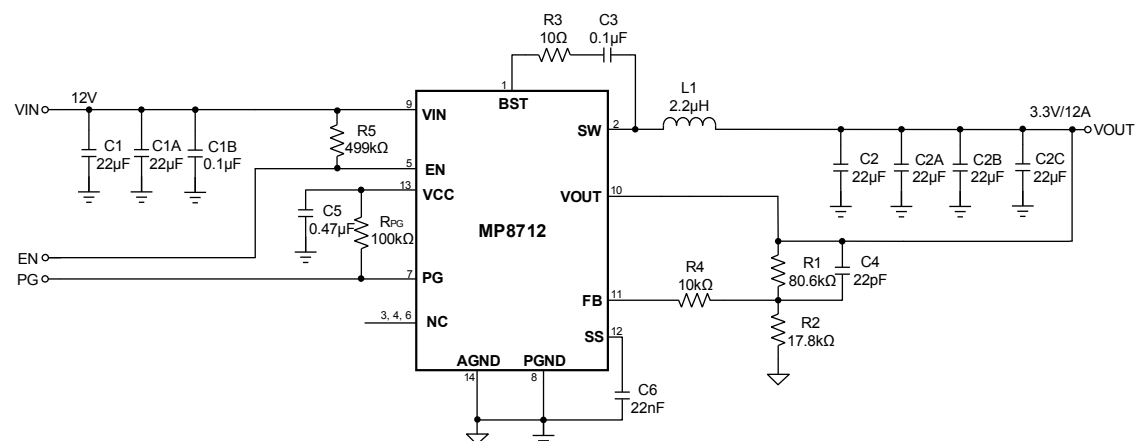 R3
10Ω
C3
0.1µF
1
BST
L1
2.2µH
VIN
12V
9
VIN
C1
22µF
C1A
22µF
C1B
0.1µF
R5
499kΩ
5
EN
13
VCC
C5
0.47µF
RPG
100kΩ
EN
PG
7
PG
3, 4, 6
NC
MP8712
SW
2
3.3V/12A
VOUT
C2
22µF
C2A
22µF
C2B
22µF
C2C
22µF
VOUT
10
R1
80.6kΩ
C4
22pF
R4
10kΩ
FB
11
R2
17.8kΩ
SS
12
C6
22nF
AGND
14
PGND
8